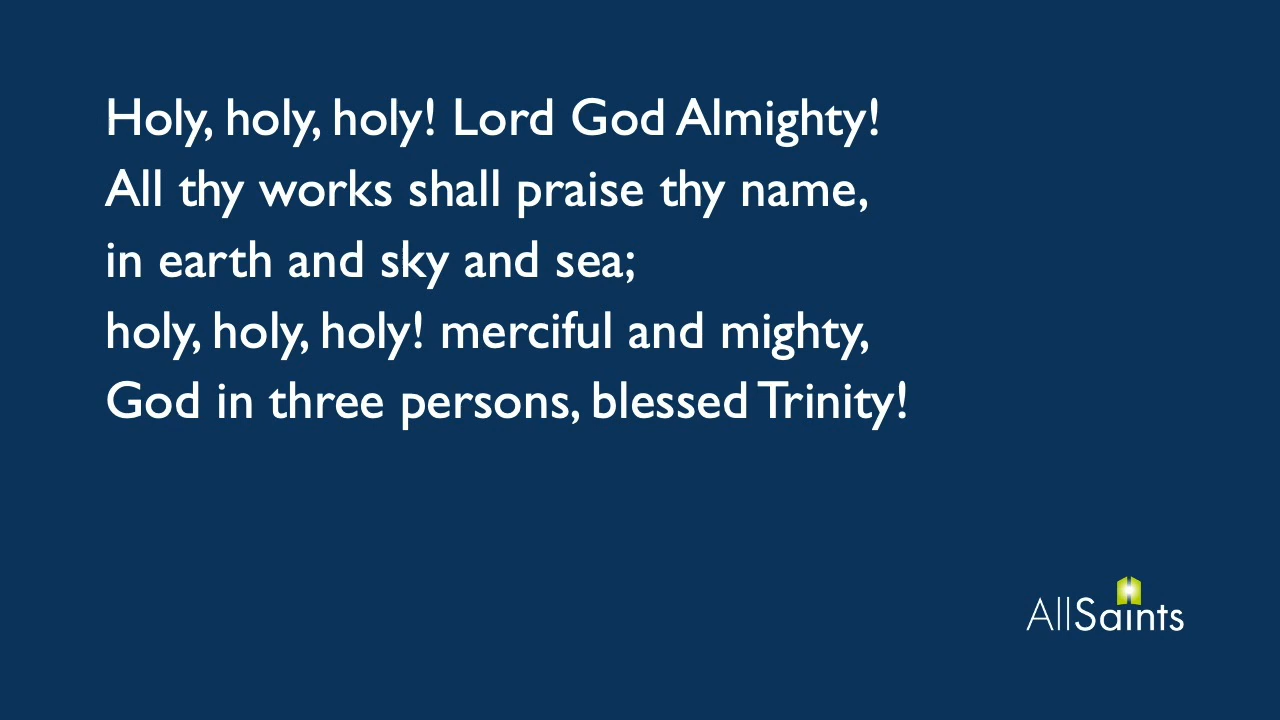 Holy, holy, holy! Lord God Almighty!
All thy works shall praise thy name,
in earth and sky and sea;
holy, holy, holy! merciful and mighty,
God in three persons, blessed Trinity!
AllSaints